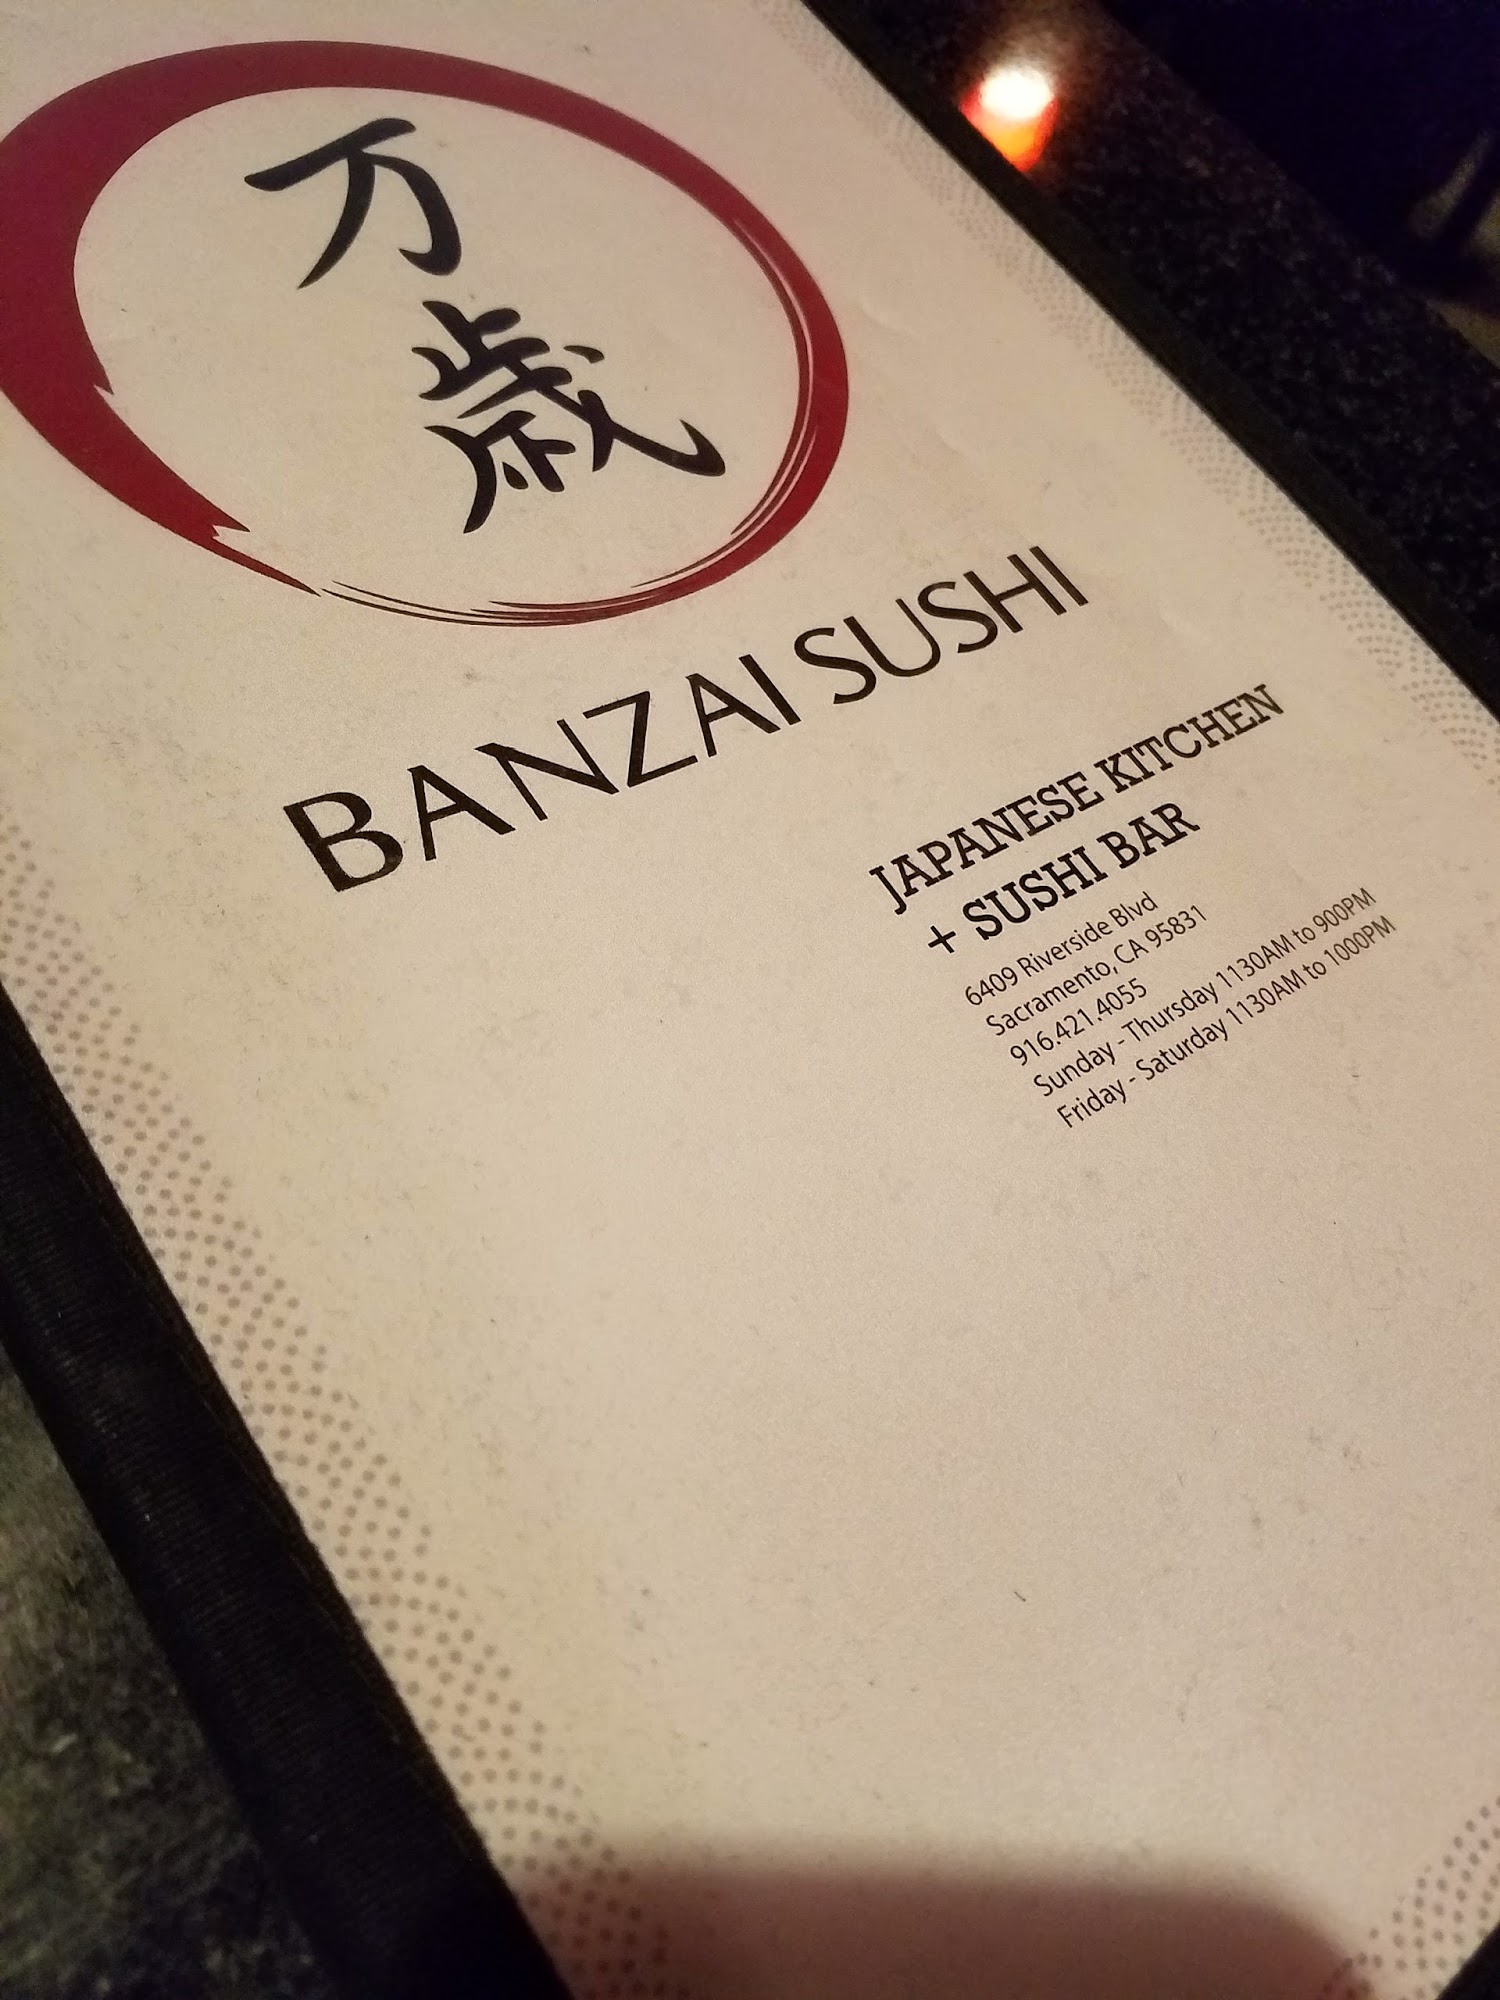 万
歳
BANZAI SUSHI
JAPANESE KITCHEN
+ SUSHI BAR
6409 Riverside Blvd
Sacramento, CA 95831
916.421.4055
Sunday - Thursday 1130AM to 900PM
Friday - Saturday 1130AM to 1000PM